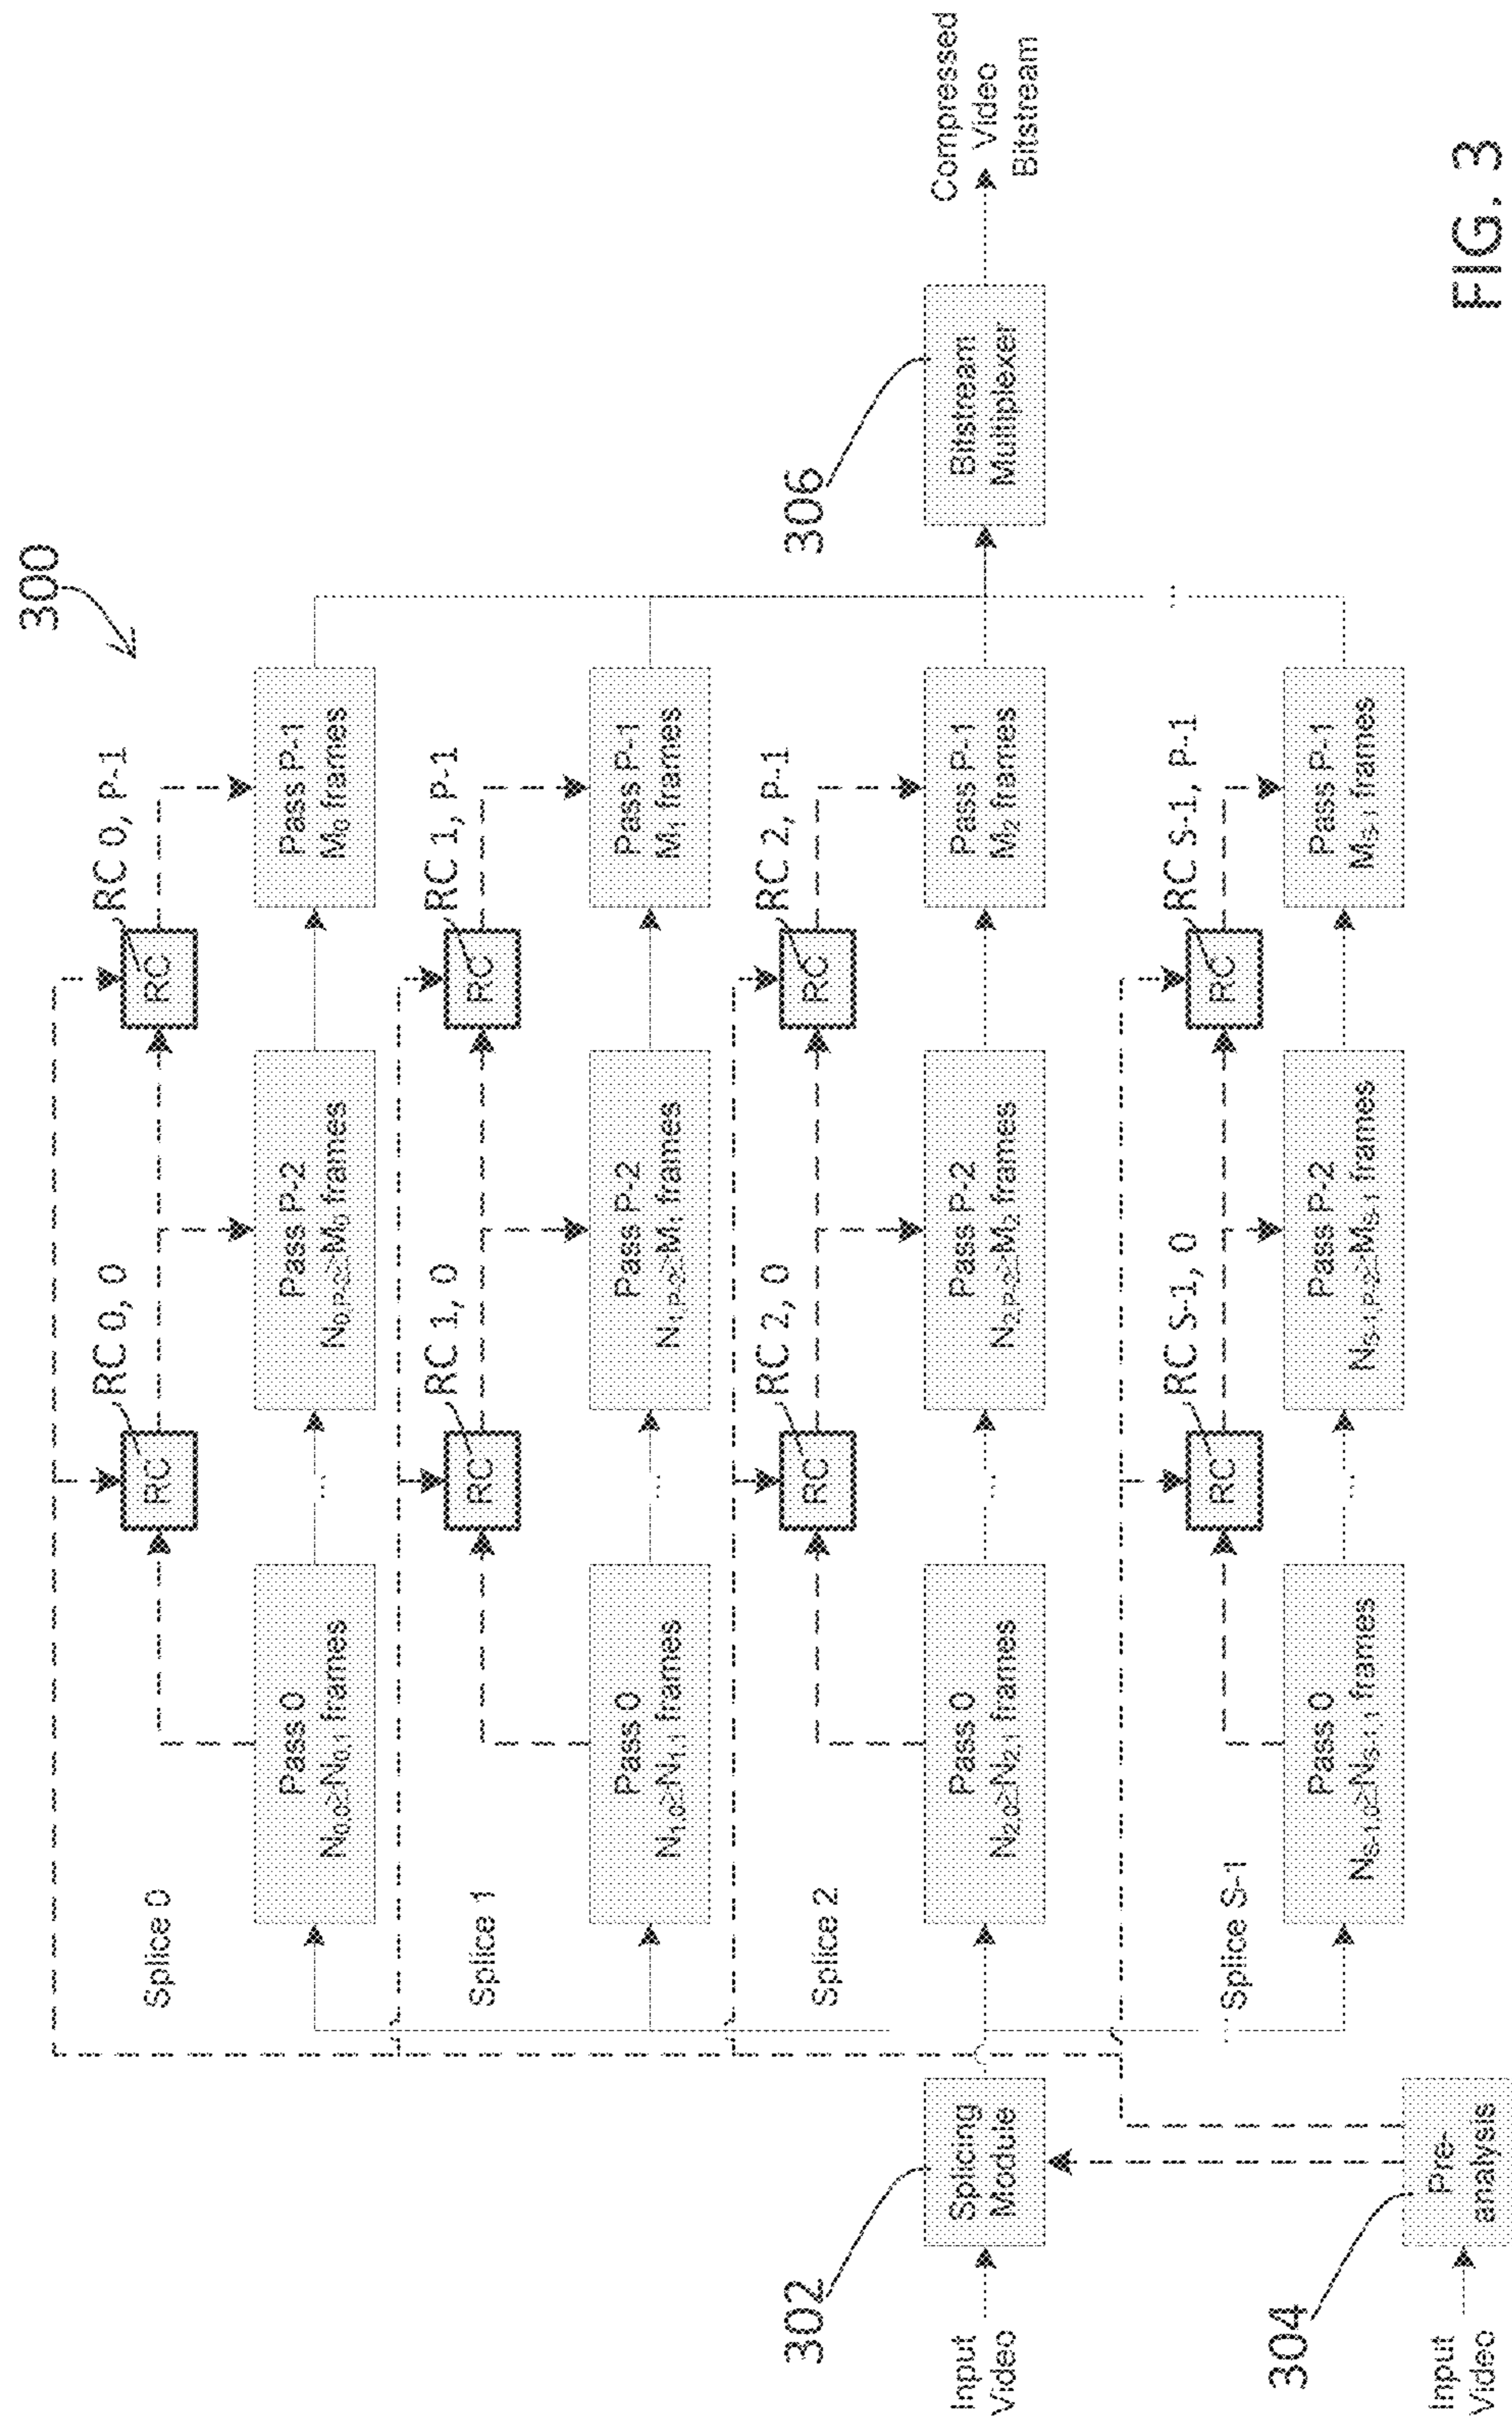 300
RC 0, 0
RC 0, P-1
RC
RC
Splice 0
Pass 0
N₀,₀≥N₀,₁ frames
...
Pass P-2
N₀,P-2≥M₀ frames
Pass P-1
M₀ frames
RC 1, 0
RC 1, P-1
RC
RC
Splice 1
Pass 0
N₁,₀≥N₁,₁ frames
...
Pass P-2
N₁,P-2≥M₁ frames
Pass P-1
M₁ frames
302
Input
Video
Splicing
Module
RC 2, 0
RC 2, P-1
RC
RC
Splice 2
Pass 0
N₂,₀≥N₂,₁ frames
...
Pass P-2
N₂,P-2≥M₂ frames
Pass P-1
M₂ frames
306
Bitstream
Multiplexer
Compressed
Video
Bitstream
RC S-1, 0
RC S-1, P-1
RC
RC
Splice S-1
Pass 0
NS-1,0≥NS-1,1 frames
...
Pass P-2
NS-1,P-2≥MS-1 frames
Pass P-1
MS-1 frames
304
Input
Video
Pre-
analysis
FIG. 3